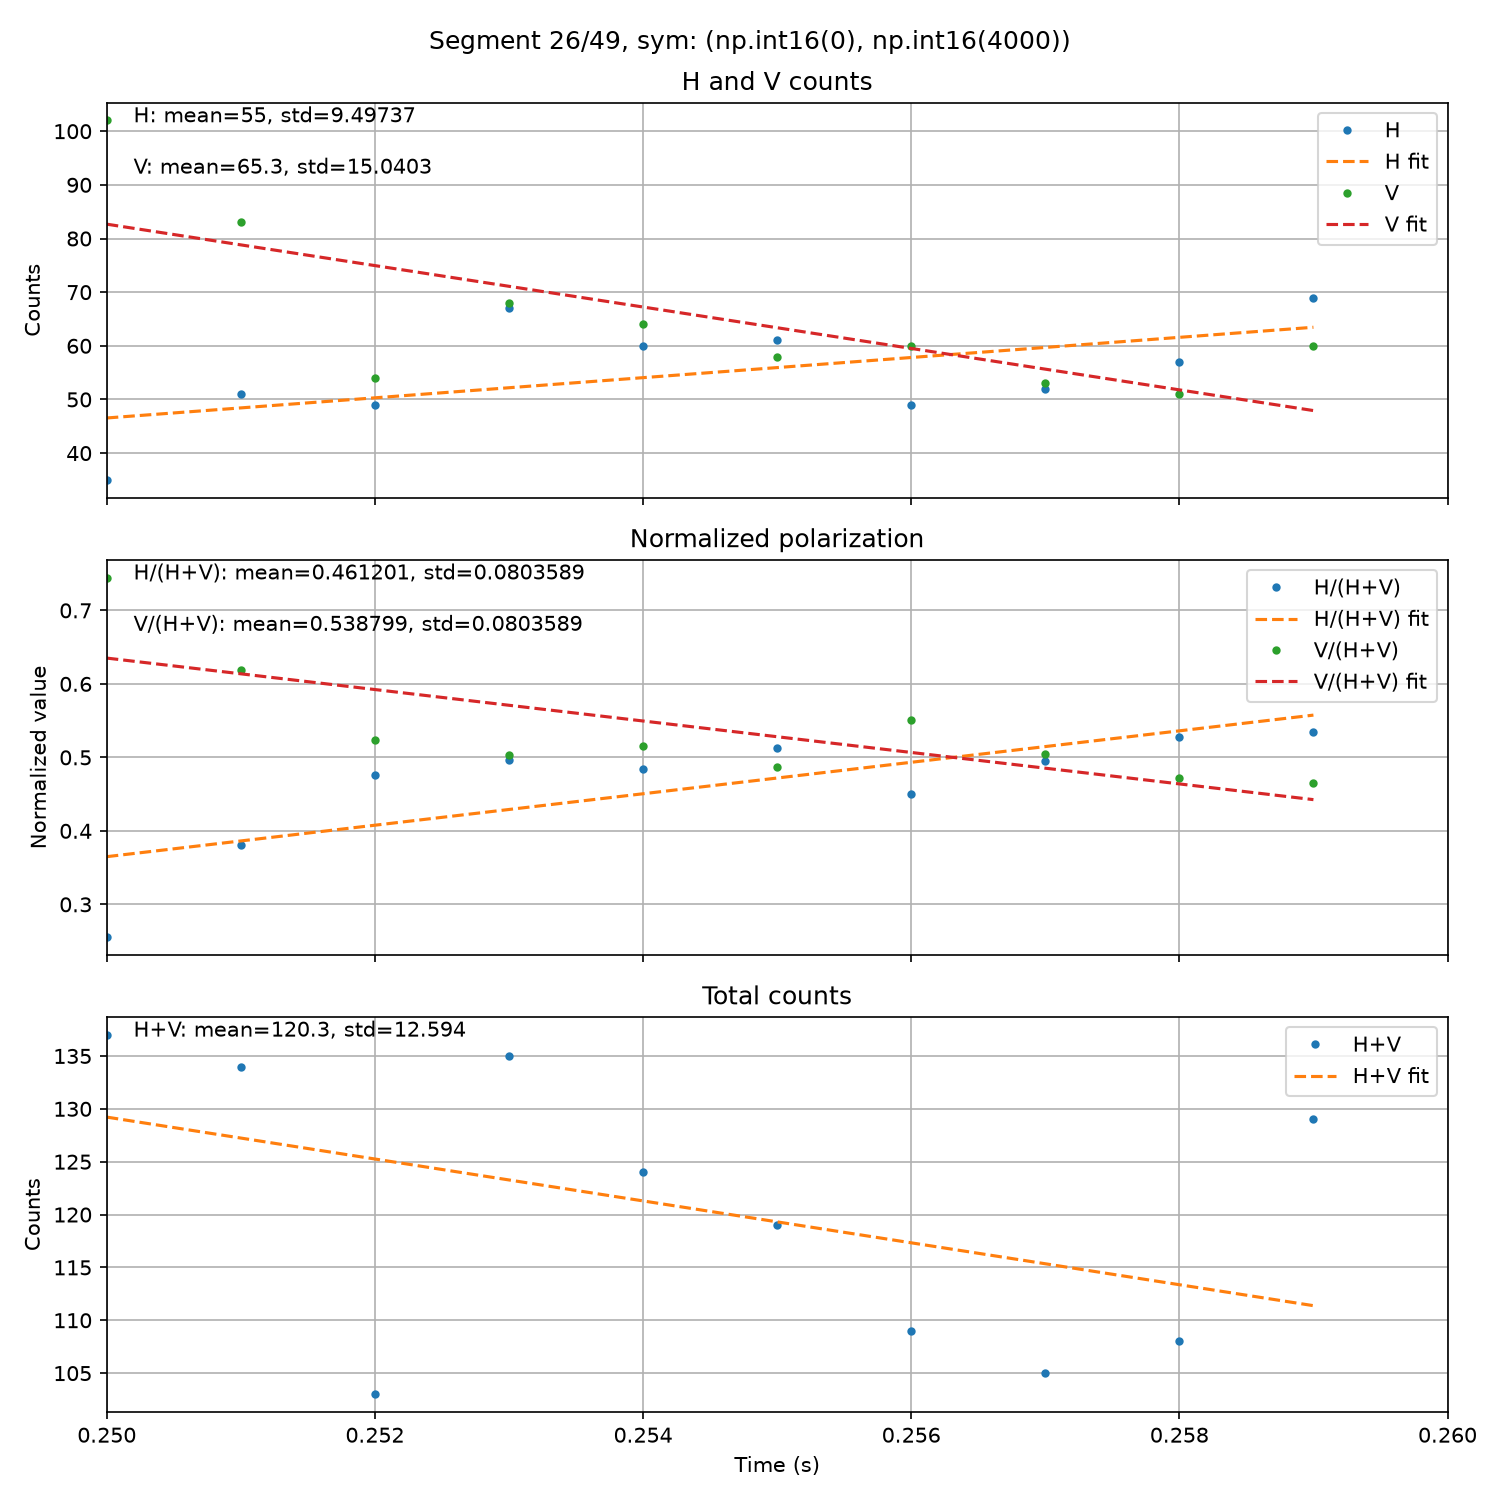 Segment 26/49, sym: (np.int16(0), np.int16(4000))
H and V counts
H: mean=55, std=9.49737
V: mean=65.3, std=15.0403
H
H fit
V
V fit
100
90
80
70
60
50
40
Counts
Normalized polarization
H/(H+V): mean=0.461201, std=0.0803589
V/(H+V): mean=0.538799, std=0.0803589
H/(H+V)
H/(H+V) fit
V/(H+V)
V/(H+V) fit
0.7
0.6
0.5
0.4
0.3
Normalized value
Total counts
H+V: mean=120.3, std=12.594
H+V
H+V fit
135
130
125
120
115
110
105
Counts
0.250
0.252
0.254
0.256
0.258
0.260
Time (s)